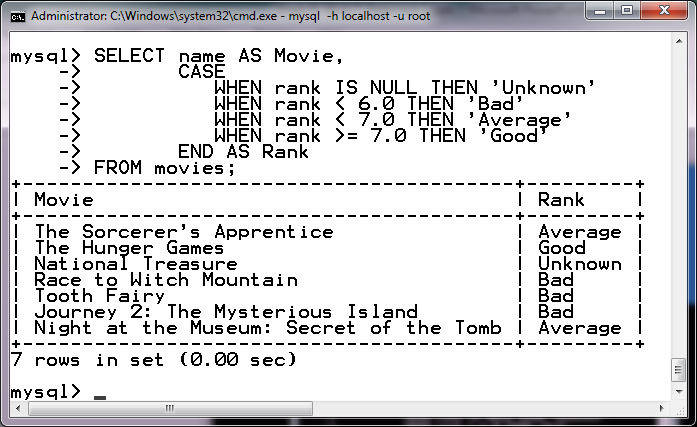 Administrator: C:\Windows\system32\cmd.exe - mysql  -h localhost -u root
mysql> SELECT name AS Movie,
    ->        CASE
    ->           WHEN rank IS NULL THEN 'Unknown'
    ->           WHEN rank < 6.0 THEN 'Bad'
    ->           WHEN rank < 7.0 THEN 'Average'
    ->           WHEN rank >= 7.0 THEN 'Good'
    ->        END AS Rank
    -> FROM movies;
+-----------------------------------------+---------+
| Movie                                   | Rank    |
+-----------------------------------------+---------+
| The Sorcerer's Apprentice               | Average |
| The Hunger Games                        | Good    |
| National Treasure                       | Unknown |
| Race to Witch Mountain                  | Bad     |
| Tooth Fairy                             | Bad     |
| Journey 2: The Mysterious Island        | Bad     |
| Night at the Museum: Secret of the Tomb | Average |
+-----------------------------------------+---------+
7 rows in set (0.00 sec)
mysql> _